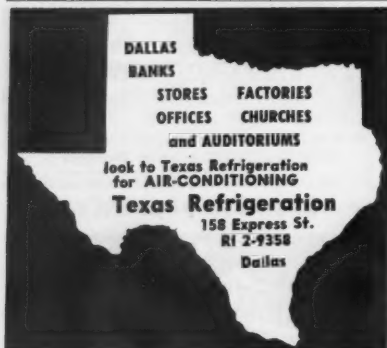 DALLAS
BANKS
STORES FACTORIES
OFFICES CHURCHES
and AUDITORIUMS
look to Texas Refrigeration
for AIR-CONDITIONING
Texas Refrigeration
158 Express St.
RI 2-9358
Dallas